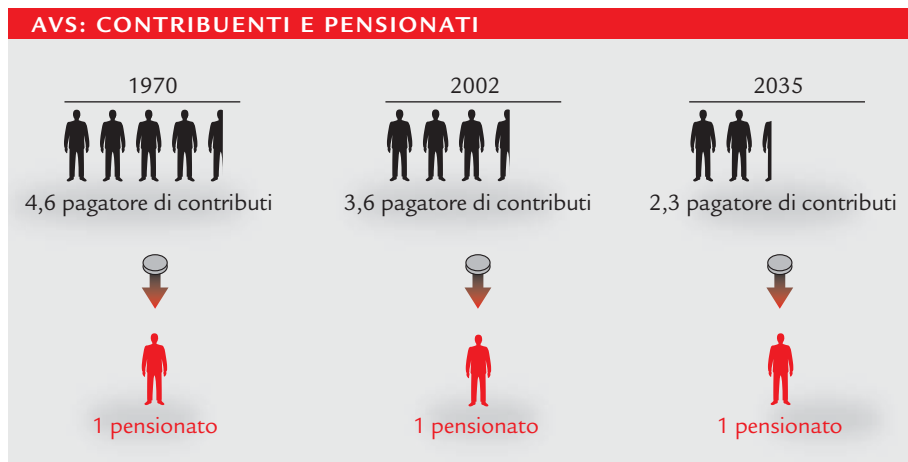 AVS: CONTRIBUENTI E PENSIONATI
1970
2002
2035
4,6 pagatore di contributi
3,6 pagatore di contributi
2,3 pagatore di contributi
1 pensionato
1 pensionato
1 pensionato